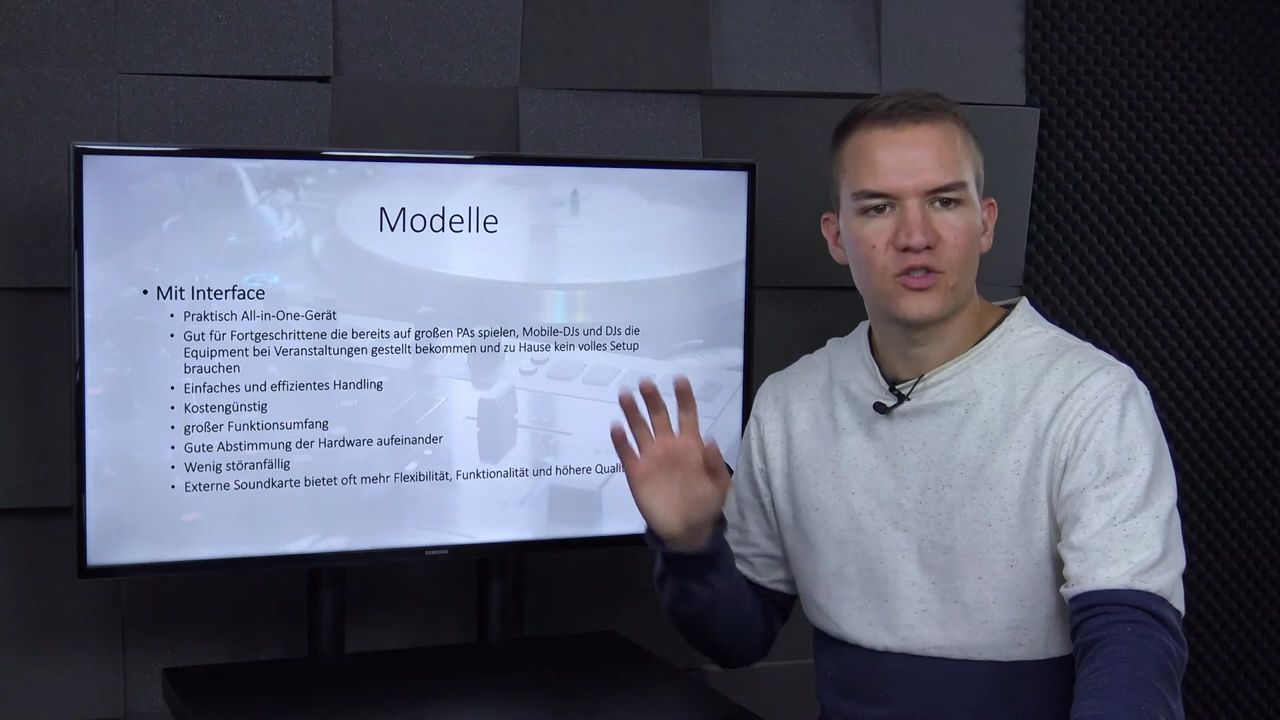 Modelle
• Mit Interface
• Praktisch All-in-One-Gerät
• Gut für Fortgeschrittene die bereits auf großen PAs spielen, Mobile-DJs und DJs die
Equipment bei Veranstaltungen gestellt bekommen und zu Hause kein volles Setup
brauchen
• Einfaches und effizientes Handling
• Kostengünstig
• großer Funktionsumfang
• Gute Abstimmung der Hardware aufeinander
• Wenig störanfällig
• Externe Soundkarte bietet oft mehr Flexibilität, Funktionalität und höhere
SAMSUNG